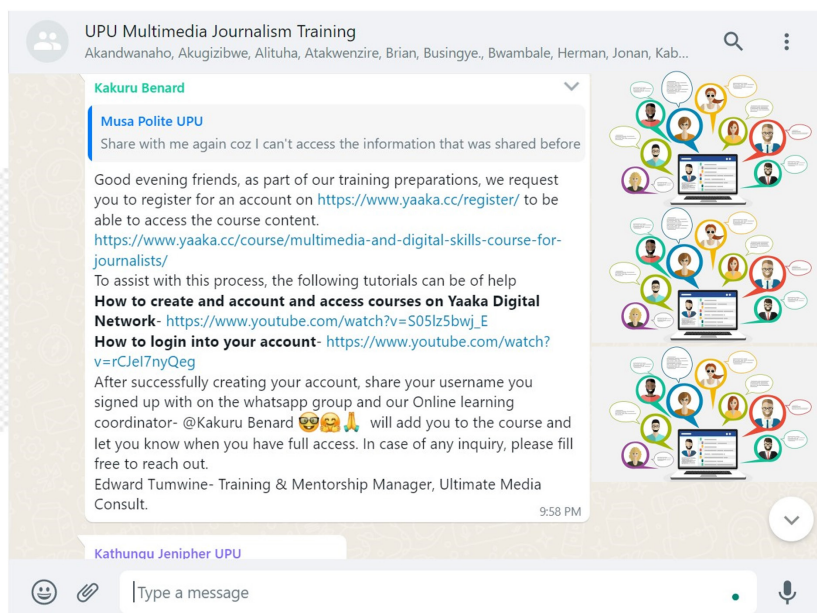 UPU Multimedia Journalism Training
Akandwanaho, Akugizibwe, Alituha, Atakwenzire, Brian, Busingye., Bwambale, Herman, Jonan, Kab...
Kakuru Benard
Musa Polite UPU
Share with me again coz I can't access the information that was shared before
Good evening friends, as part of our training preparations, we request
you to register for an account on https://www.yaaka.cc/register/ to be
able to access the course content.
https://www.yaaka.cc/course/multimedia-and-digital-skills-course-for-
journalists/
To assist with this process, the following tutorials can be of help
How to create and account and access courses on Yaaka Digital
Network- https://www.youtube.com/watch?v=S05lz5bwj_E
How to login into your account- https://www.youtube.com/watch?
v=rCJeI7nyQeg
After successfully creating your account, share your username you
signed up with on the whatsapp group and our Online learning
coordinator- @Kakuru Benard 🤓🤗🙏 will add you to the course and
let you know when you have full access. In case of any inquiry, please fill
free to reach out.
Edward Tumwine- Training & Mentorship Manager, Ultimate Media
Consult.
9:58 PM
Kathungu Jenipher UPU
Type a message